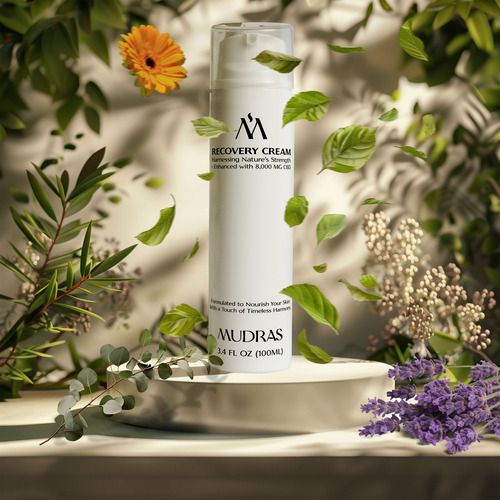 M
RECOVERY CREAM
Harnessing Nature's Strength
Enhanced with 8,000 MG CBD
Formulated to Nourish Your Skin
with a Touch of Timeless Harmony
MUDRAS
3.4 FL OZ (100ML)